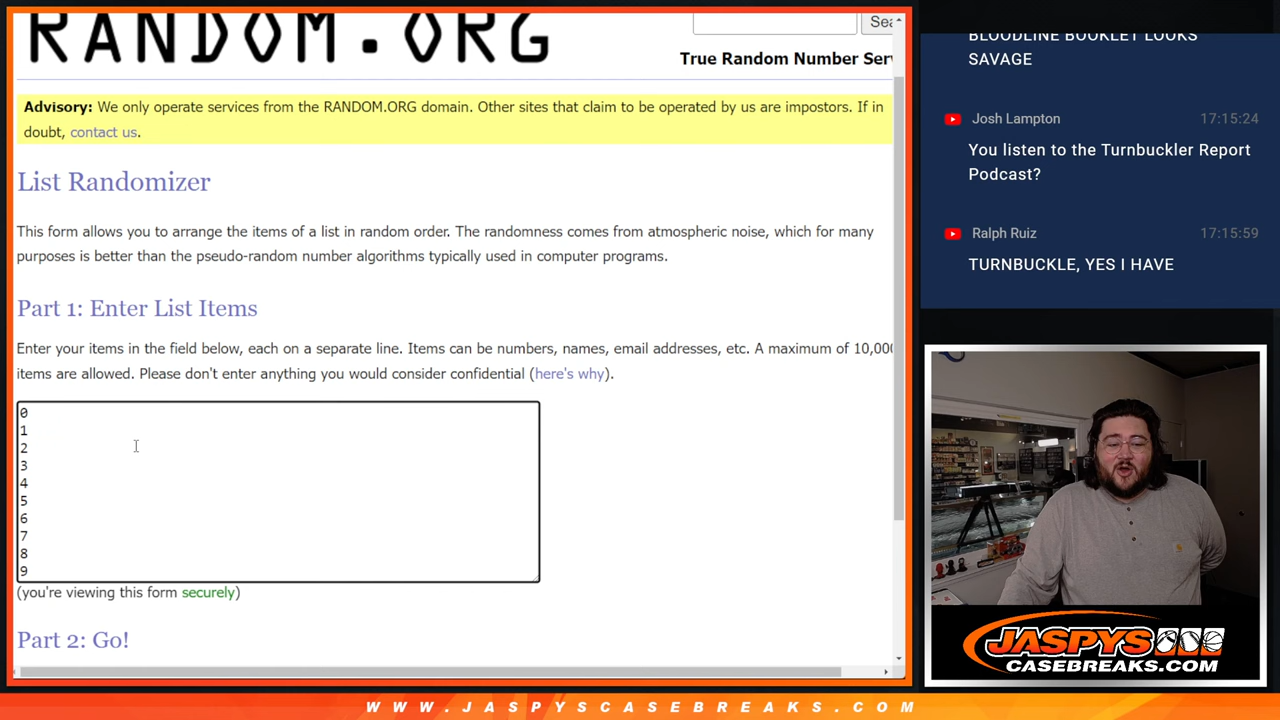 RANDOM.ORG
True Random Number Serv
Advisory: We only operate services from the RANDOM.ORG domain. Other sites that claim to be operated by us are impostors. If in
doubt, contact us.
List Randomizer
This form allows you to arrange the items of a list in random order. The randomness comes from atmospheric noise, which for many
purposes is better than the pseudo-random number algorithms typically used in computer programs.
Part 1: Enter List Items
Enter your items in the field below, each on a separate line. Items can be numbers, names, email addresses, etc. A maximum of 10,000
items are allowed. Please don't enter anything you would consider confidential (here's why).
0
1
2
3
4
5
6
7
8
9
(you're viewing this form securely)
Part 2: Go!
BLOODLINE BOOKLET LOOKS
SAVAGE
Josh Lampton 17:15:24
You listen to the Turnbuckler Report
Podcast?
Ralph Ruiz 17:15:59
TURNBUCKLE, YES I HAVE
JASPYS
CASEBREAKS.COM
WWW.JASPYSCASEBREAKS.COM